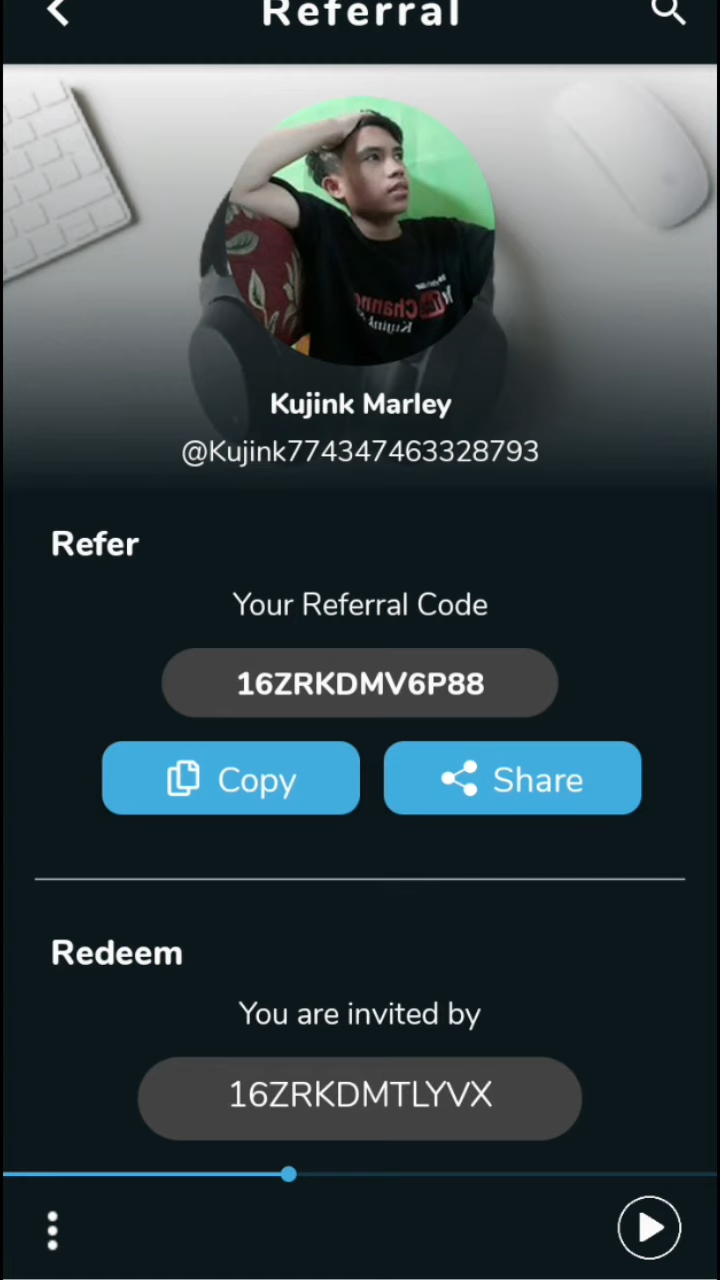 Referral
Kujink Marley
@Kujink774347463328793
Refer
Your Referral Code
16ZRKDMV6P88
Copy
Share
Redeem
You are invited by
16ZRKDMTLYVX